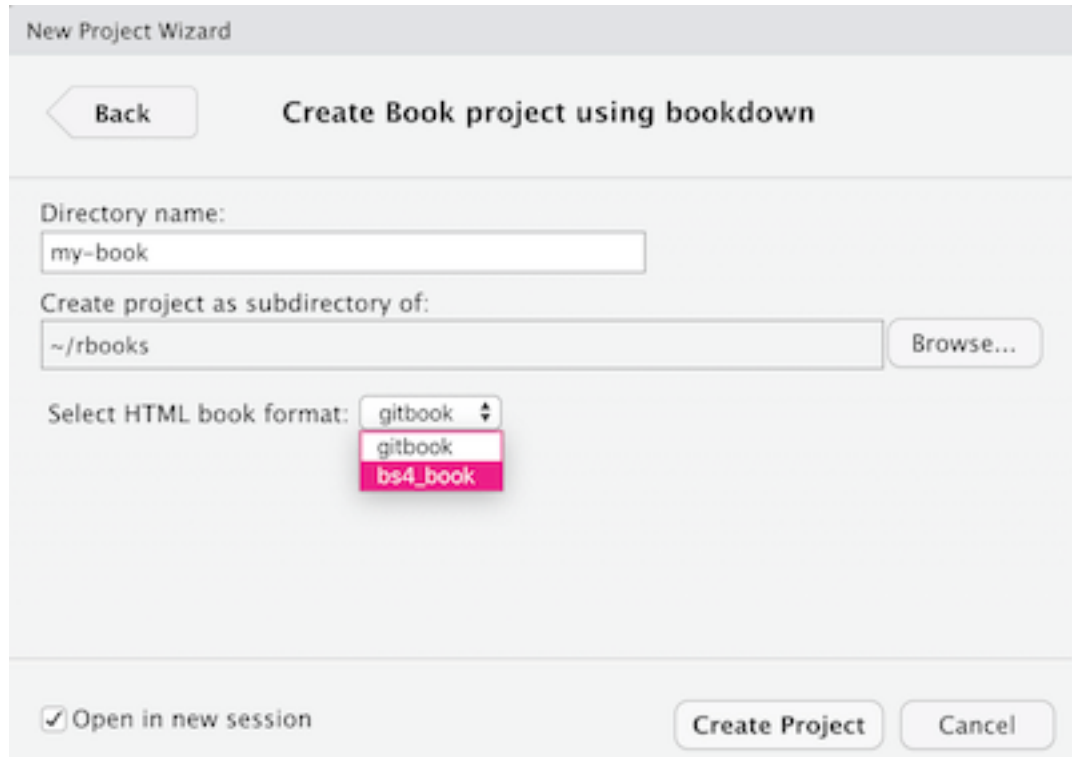 New Project Wizard
Back
Create Book project using bookdown
Directory name:
my-book
Create project as subdirectory of:
~/rbooks
Browse...
Select HTML book format:
gitbook
gitbook
bs4_book
Open in new session
Create Project
Cancel